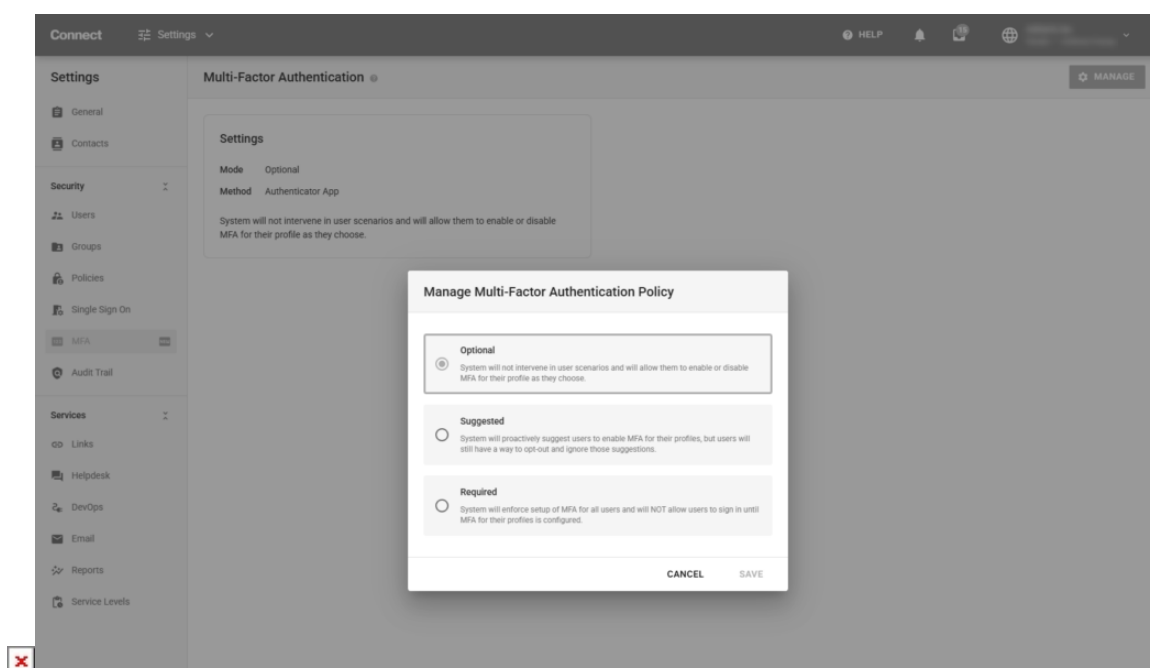 Connect Settings HELP
Settings
Multi-Factor Authentication
MANAGE
General
Contacts
Security
Users
Groups
Policies
Single Sign On
MFA
Audit Trail
Services
Links
Helpdesk
DevOps
Email
Reports
Service Levels
Settings
Mode Optional
Method Authenticator App
System will not intervene in user scenarios and will allow them to enable or disable
MFA for their profile as they choose.
Manage Multi-Factor Authentication Policy
Optional
System will not intervene in user scenarios and will allow them to enable or disable
MFA for their profile as they choose.
Suggested
System will proactively suggest users to enable MFA for their profiles, but users will
still have a way to opt-out and ignore those suggestions.
Required
System will enforce setup of MFA for all users and will NOT allow users to sign in until
MFA for their profiles is configured.
CANCEL SAVE